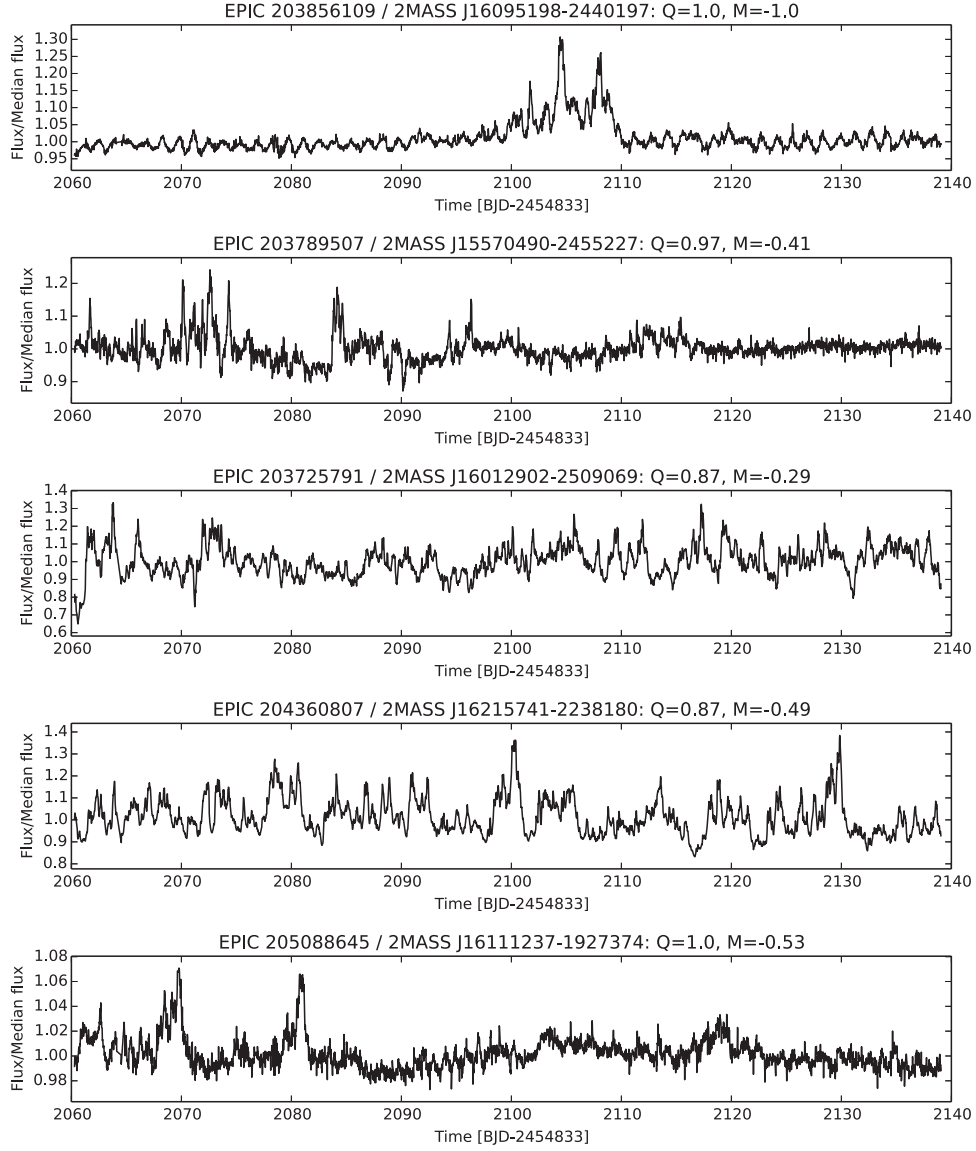 EPIC 203856109 / 2MASS J16095198-2440197: Q=1.0, M=-1.0
Flux/Median flux
1.30
1.25
1.20
1.15
1.10
1.05
1.00
0.95
2060 2070 2080 2090 2100 2110 2120 2130 2140
Time [BJD-2454833]
EPIC 203789507 / 2MASS J15570490-2455227: Q=0.97, M=-0.41
Flux/Median flux
1.2
1.1
1.0
0.9
2060 2070 2080 2090 2100 2110 2120 2130 2140
Time [BJD-2454833]
EPIC 203725791 / 2MASS J16012902-2509069: Q=0.87, M=-0.29
Flux/Median flux
1.4
1.3
1.2
1.1
1.0
0.9
0.8
0.7
0.6
2060 2070 2080 2090 2100 2110 2120 2130 2140
Time [BJD-2454833]
EPIC 204360807 / 2MASS J16215741-2238180: Q=0.87, M=-0.49
Flux/Median flux
1.4
1.3
1.2
1.1
1.0
0.9
0.8
2060 2070 2080 2090 2100 2110 2120 2130 2140
Time [BJD-2454833]
EPIC 205088645 / 2MASS J16111237-1927374: Q=1.0, M=-0.53
Flux/Median flux
1.08
1.06
1.04
1.02
1.00
0.98
2060 2070 2080 2090 2100 2110 2120 2130 2140
Time [BJD-2454833]